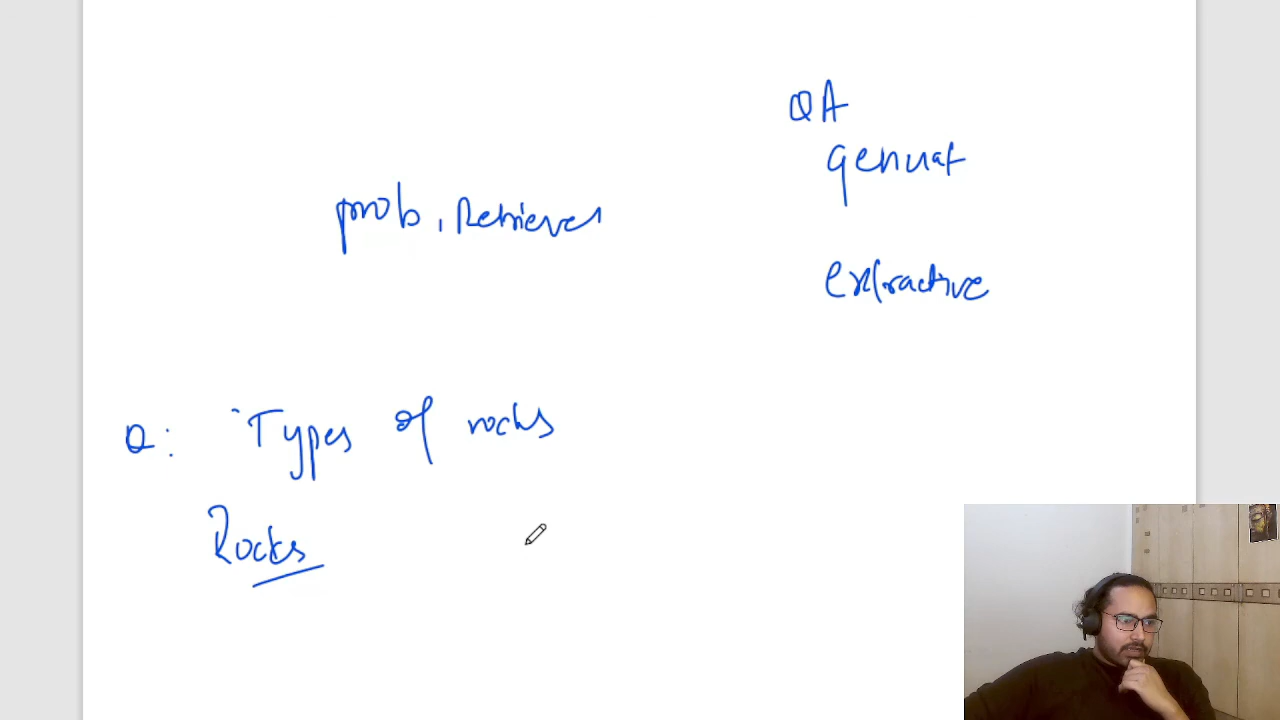 QA
generat
prob, Retriever
extractive
Q: Types of rocks
Rocks